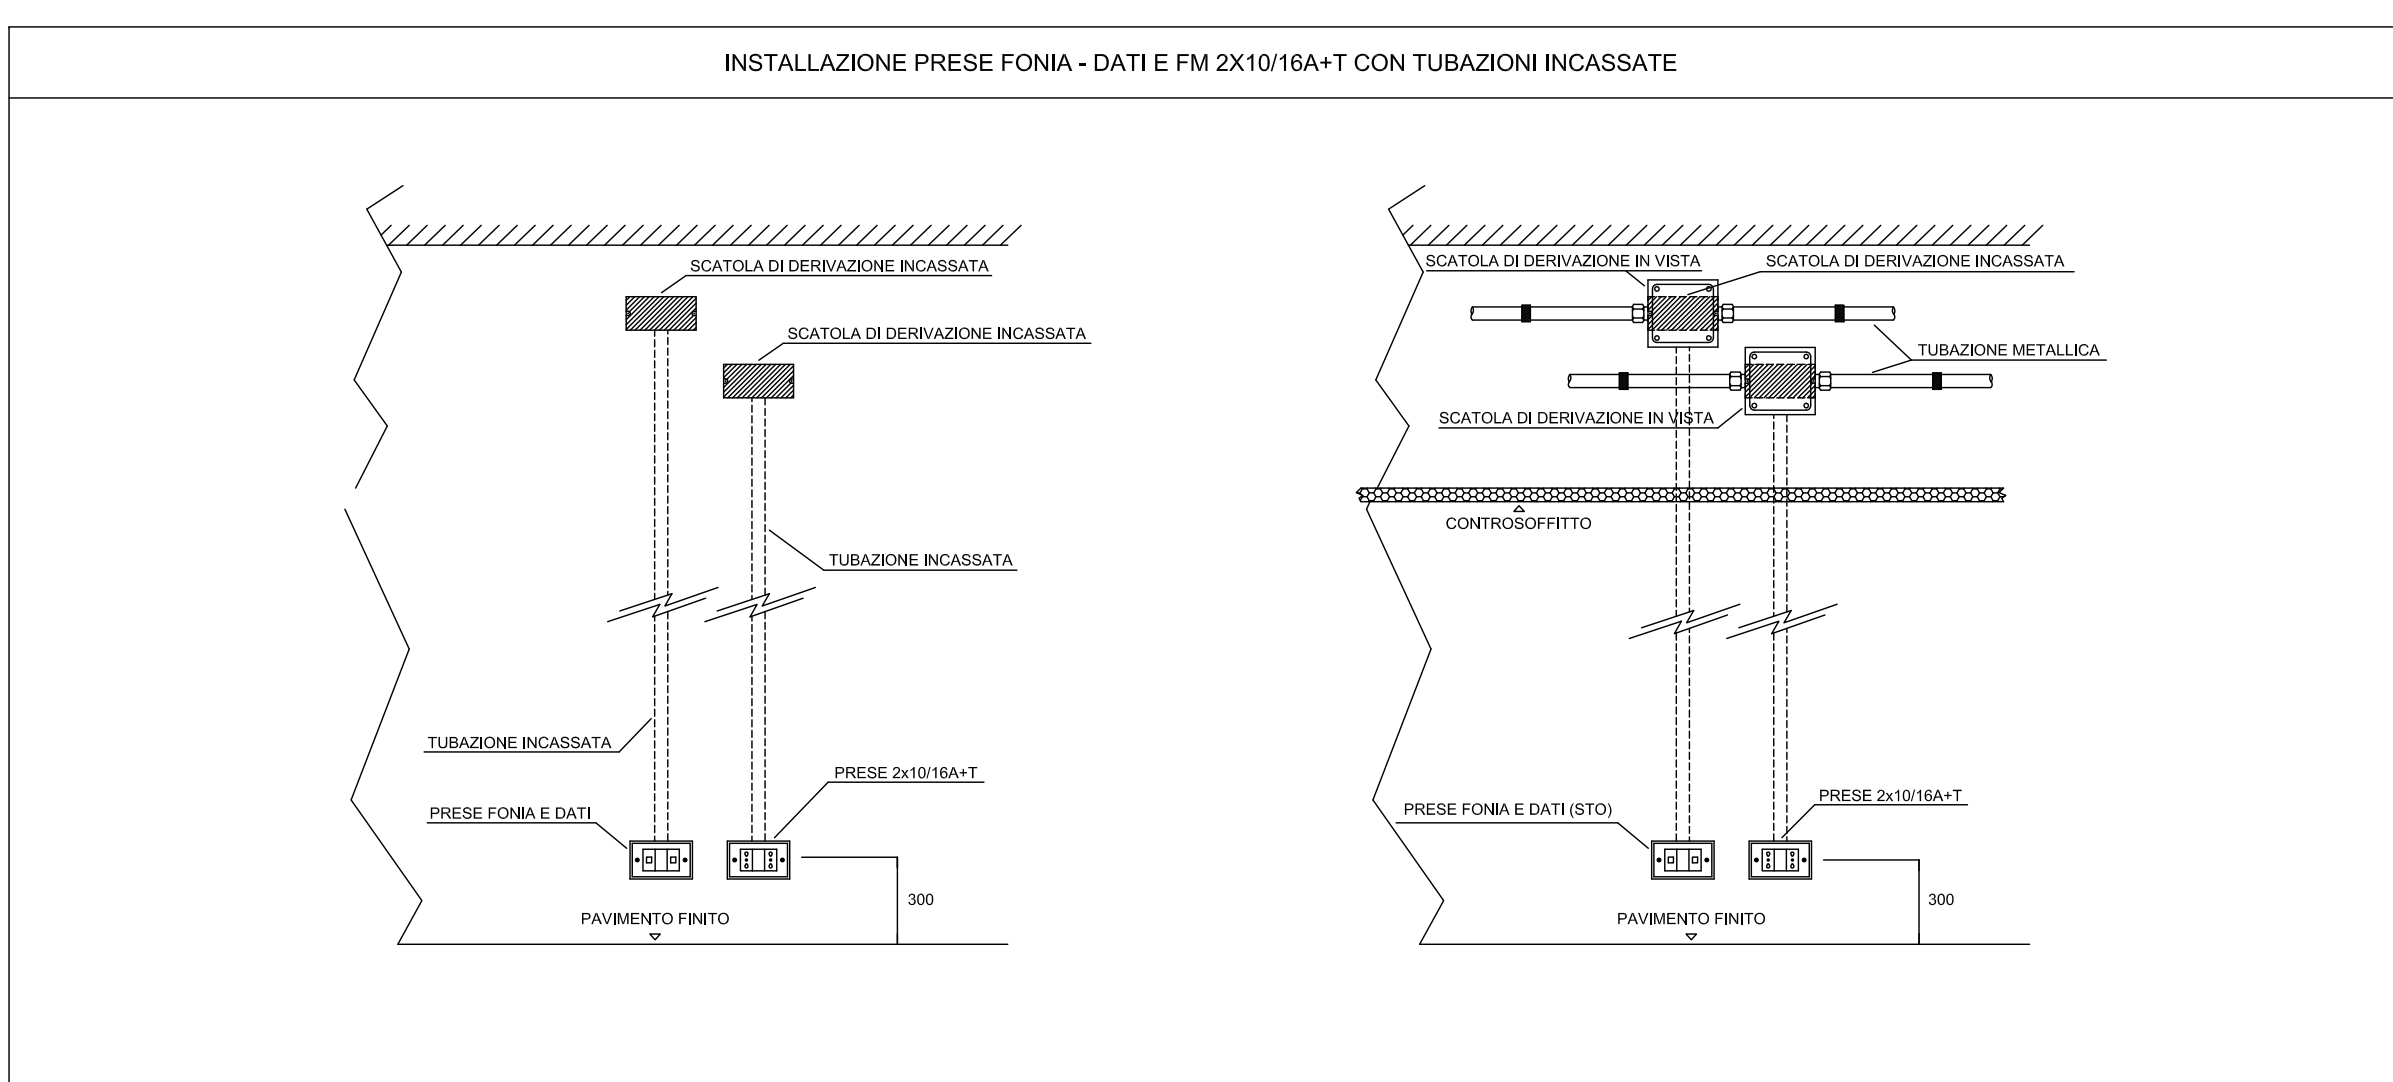 INSTALLAZIONE PRESE FONIA - DATI E FM 2X10/16A+T CON TUBAZIONI INCASSATE
SCATOLA DI DERIVAZIONE INCASSATA
SCATOLA DI DERIVAZIONE INCASSATA
TUBAZIONE INCASSATA
TUBAZIONE INCASSATA
PRESE 2x10/16A+T
PRESE FONIA E DATI
300
PAVIMENTO FINITO
SCATOLA DI DERIVAZIONE IN VISTA
SCATOLA DI DERIVAZIONE INCASSATA
TUBAZIONE METALLICA
SCATOLA DI DERIVAZIONE IN VISTA
CONTROSOFFITTO
PRESE 2x10/16A+T
PRESE FONIA E DATI (STO)
300
PAVIMENTO FINITO